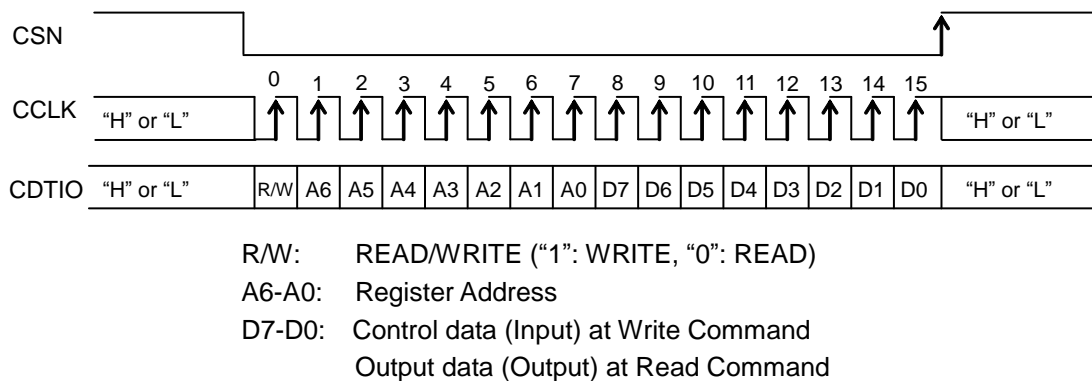 CSN
0 1 2 3 4 5 6 7 8 9 10 11 12 13 14 15
CCLK “H” or “L” “H” or “L”
CDTIO “H” or “L” R/W A6 A5 A4 A3 A2 A1 A0 D7 D6 D5 D4 D3 D2 D1 D0 “H” or “L”
R/W: READ/WRITE (“1”: WRITE, “0”: READ)
A6-A0: Register Address
D7-D0: Control data (Input) at Write Command
Output data (Output) at Read Command